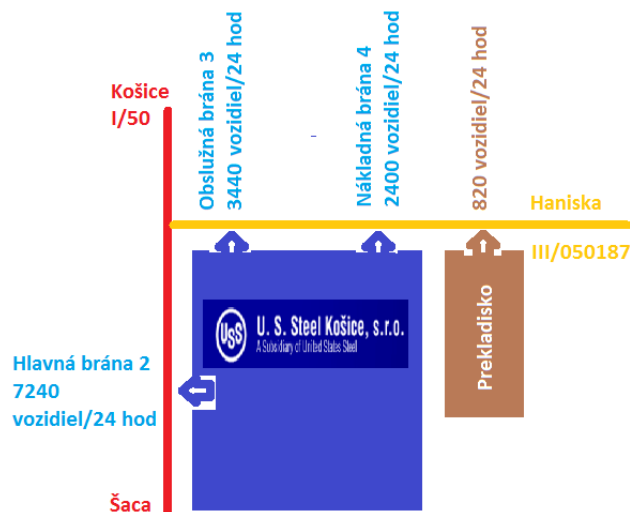 Košice
I/50
Obslužná brána 3
3440 vozidiel/24 hod
Nákladná brána 4
2400 vozidiel/24 hod
820 vozidiel/24 hod
Haniska
III/050187
USS
U. S. Steel Košice, s.r.o.
A Subsidiary of United States Steel
Prekladisko
Hlavná brána 2
7240
vozidiel/24 hod
Šaca